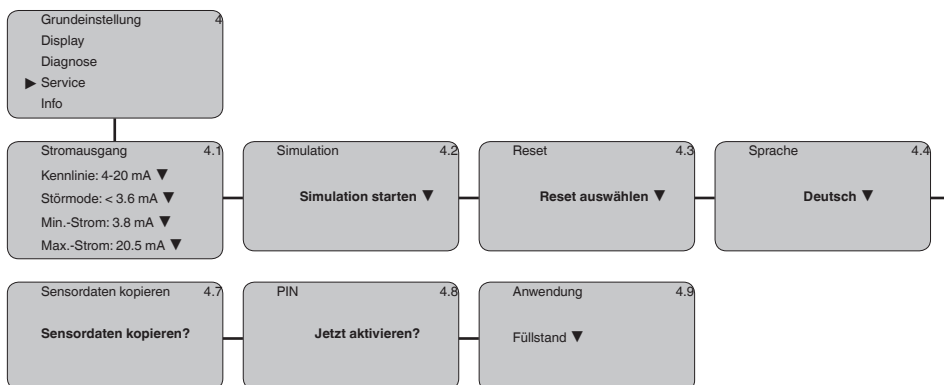 Grundeinstellung 4
Display
Diagnose
▶ Service
Info
Stromausgang 4.1
Kennlinie: 4-20 mA ▼
Störmode: < 3.6 mA ▼
Min.-Strom: 3.8 mA ▼
Max.-Strom: 20.5 mA ▼
Simulation 4.2
Simulation starten ▼
Reset 4.3
Reset auswählen ▼
Sprache 4.4
Deutsch ▼
Sensordaten kopieren 4.7
Sensordaten kopieren?
PIN 4.8
Jetzt aktivieren?
Anwendung 4.9
Füllstand ▼